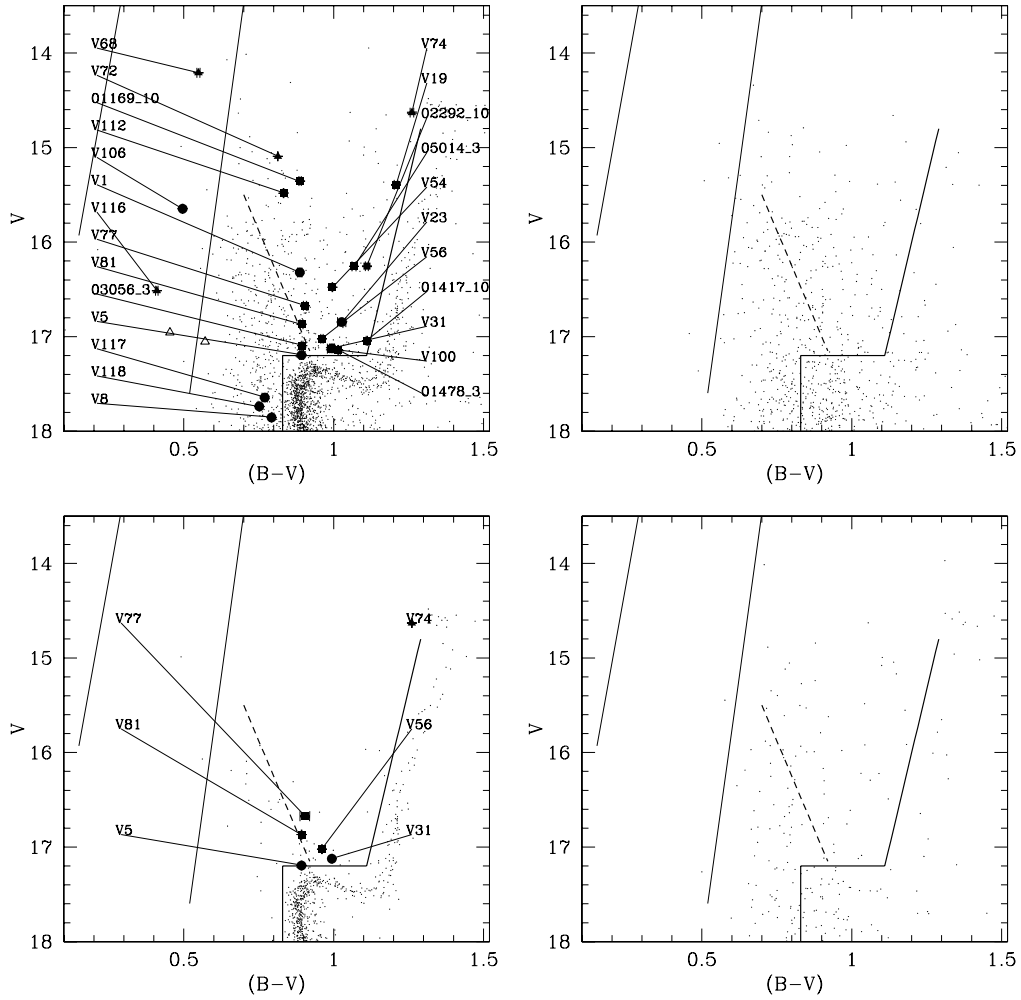 V68
V72
01169_10
V112
V106
V1
V116
V77
V81
03056_3
V5
V117
V118
V8
V74
V19
02292_10
05014_3
V54
V23
V56
01417_10
V31
V100
01478_3
14
15
16
17
18
V
0.5
1
1.5
(B-V)
14
15
16
17
18
V
0.5
1
1.5
(B-V)
V77
V81
V5
V74
V56
V31
14
15
16
17
18
V
0.5
1
1.5
(B-V)
14
15
16
17
18
V
0.5
1
1.5
(B-V)